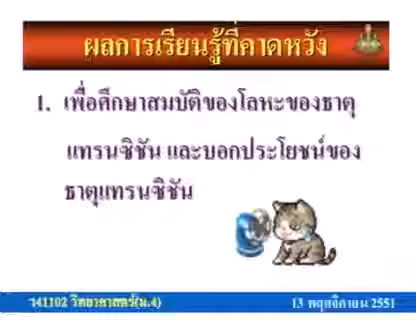 ผลการเรียนรู้ที่คาดหวัง
1. เพื่อศึกษาสมบัติของโลหะของธาตุ
แทรนซิชัน และบอกประโยชน์ของ
ธาตุแทรนซิชัน
ว41102 วิทยาศาสตร์(ม.4)
13 พฤศจิกายน 2551